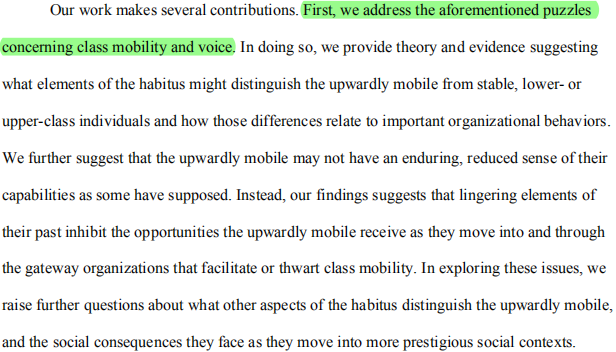 Our work makes several contributions. First, we address the aforementioned puzzles
concerning class mobility and voice. In doing so, we provide theory and evidence suggesting
what elements of the habitus might distinguish the upwardly mobile from stable, lower- or
upper-class individuals and how those differences relate to important organizational behaviors.
We further suggest that the upwardly mobile may not have an enduring, reduced sense of their
capabilities as some have supposed. Instead, our findings suggests that lingering elements of
their past inhibit the opportunities the upwardly mobile receive as they move into and through
the gateway organizations that facilitate or thwart class mobility. In exploring these issues, we
raise further questions about what other aspects of the habitus distinguish the upwardly mobile,
and the social consequences they face as they move into more prestigious social contexts.